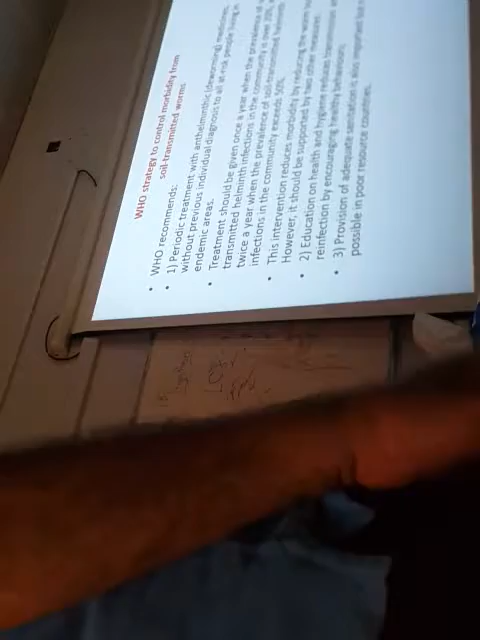 WHO strategy to control morbidity from
soil-transmitted worms
• WHO recommends:
• 1) Periodic treatment with anthelminthic (deworming) medicines,
without previous individual diagnosis to all at-risk people living in
endemic areas.
• Treatment should be given once a year when the prevalence of
transmitted helminth infections in the community is over 20%,
twice a year when the prevalence of soil-transmitted helminth
infections in the community exceeds 50%.
• This intervention reduces morbidity by reducing the worm
However, it should be supported by two other measures:
• 2) Education on health and hygiene reduces transmission
reinfection by encouraging healthy behaviours;
• 3) Provision of adequate sanitation is also important but
possible in poor resource countries.